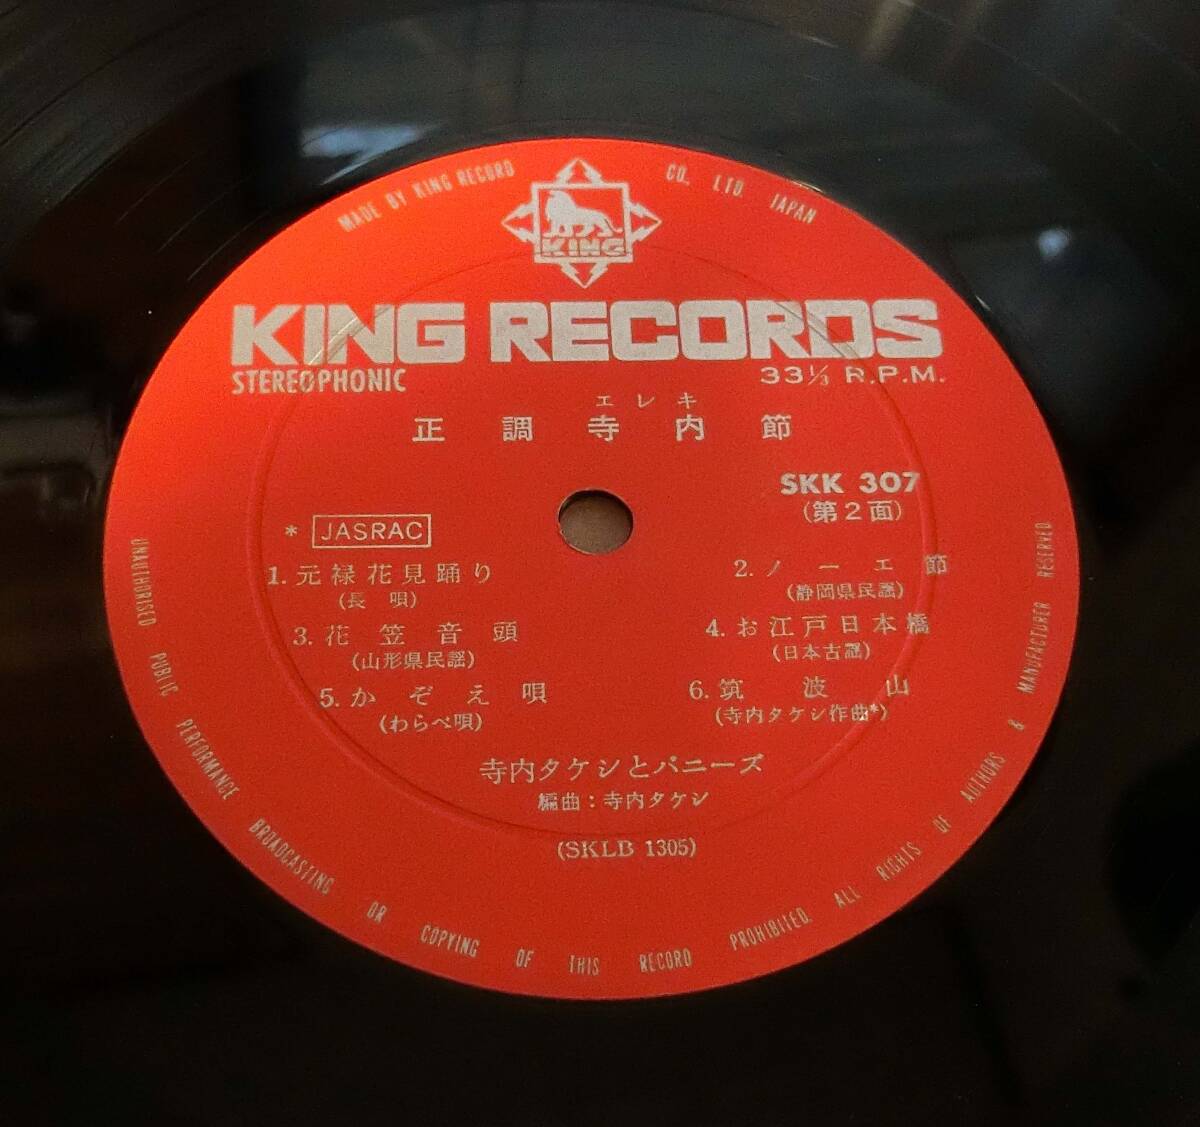 MADE BY KING RECORD CO., LTD. JAPAN
KING
KING RECORDS
STEREOPHONIC
33⅓ R.P.M.
エレキ
正調寺内節
SKK 307
(第2面)
* JASRAC
1. 元禄花見踊り
(長唄)
2. ノーエ節
(静岡県民謡)
3. 花笠音頭
(山形県民謡)
4. お江戸日本橋
(日本古謡)
5. かぞえ唄
(わらべ唄)
6. 筑波山
(寺内タケシ作曲*)
寺内タケシとバニーズ
編曲：寺内タケシ
(SKLB 1305)
UNAUTHORISED PUBLIC PERFORMANCE BROADCASTING OR COPYING OF THIS RECORD PROHIBITED. ALL RIGHTS OF AUTHORS & MANUFACTURER RESERVED